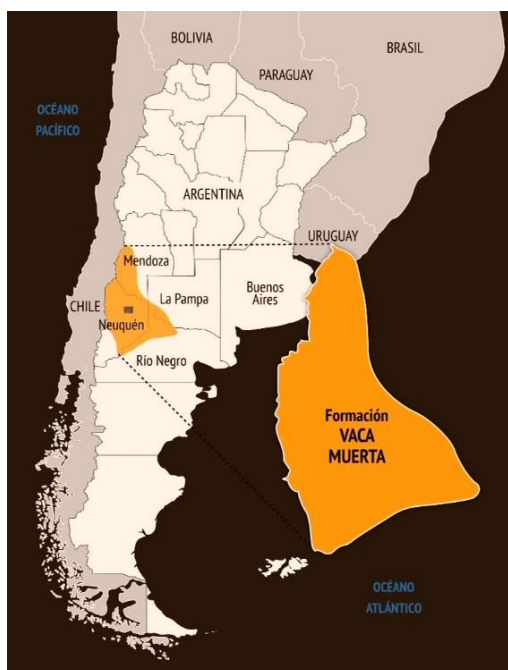 BOLIVIA
BRASIL
PARAGUAY
OCÉANO
PACÍFICO
ARGENTINA
URUGUAY
Mendoza
Buenos
Aires
La Pampa
CHILE
Neuquén
Río Negro
Formación
VACA
MUERTA
OCÉANO
ATLÁNTICO